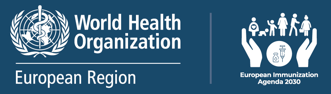 World Health
Organization
European Region
European Immunization
Agenda 2030